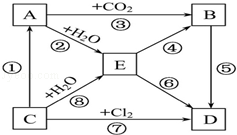 A +CO₂ B
③
② +H₂O ④
① E ⑤
+H₂O ⑥
⑧
C +Cl₂ D
⑦